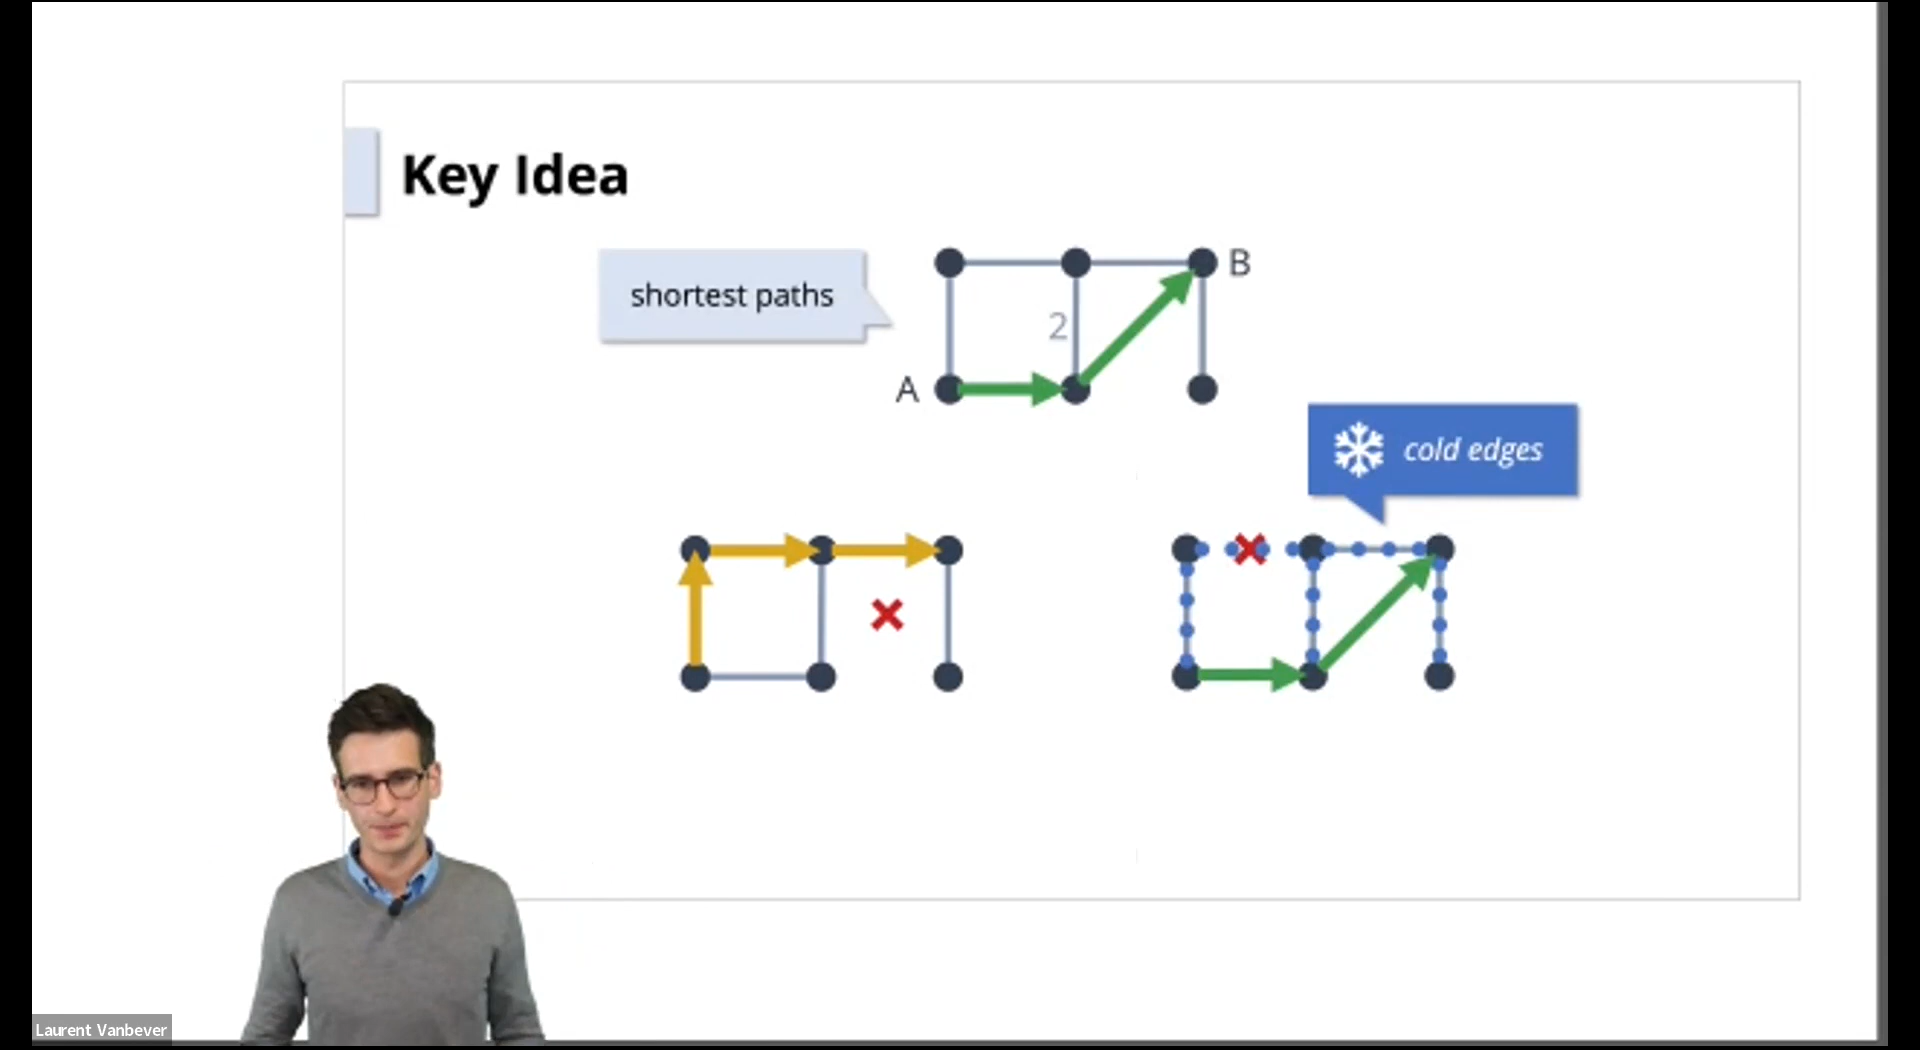 Key Idea
shortest paths
B
2
A
cold edges
Laurent Vanbever